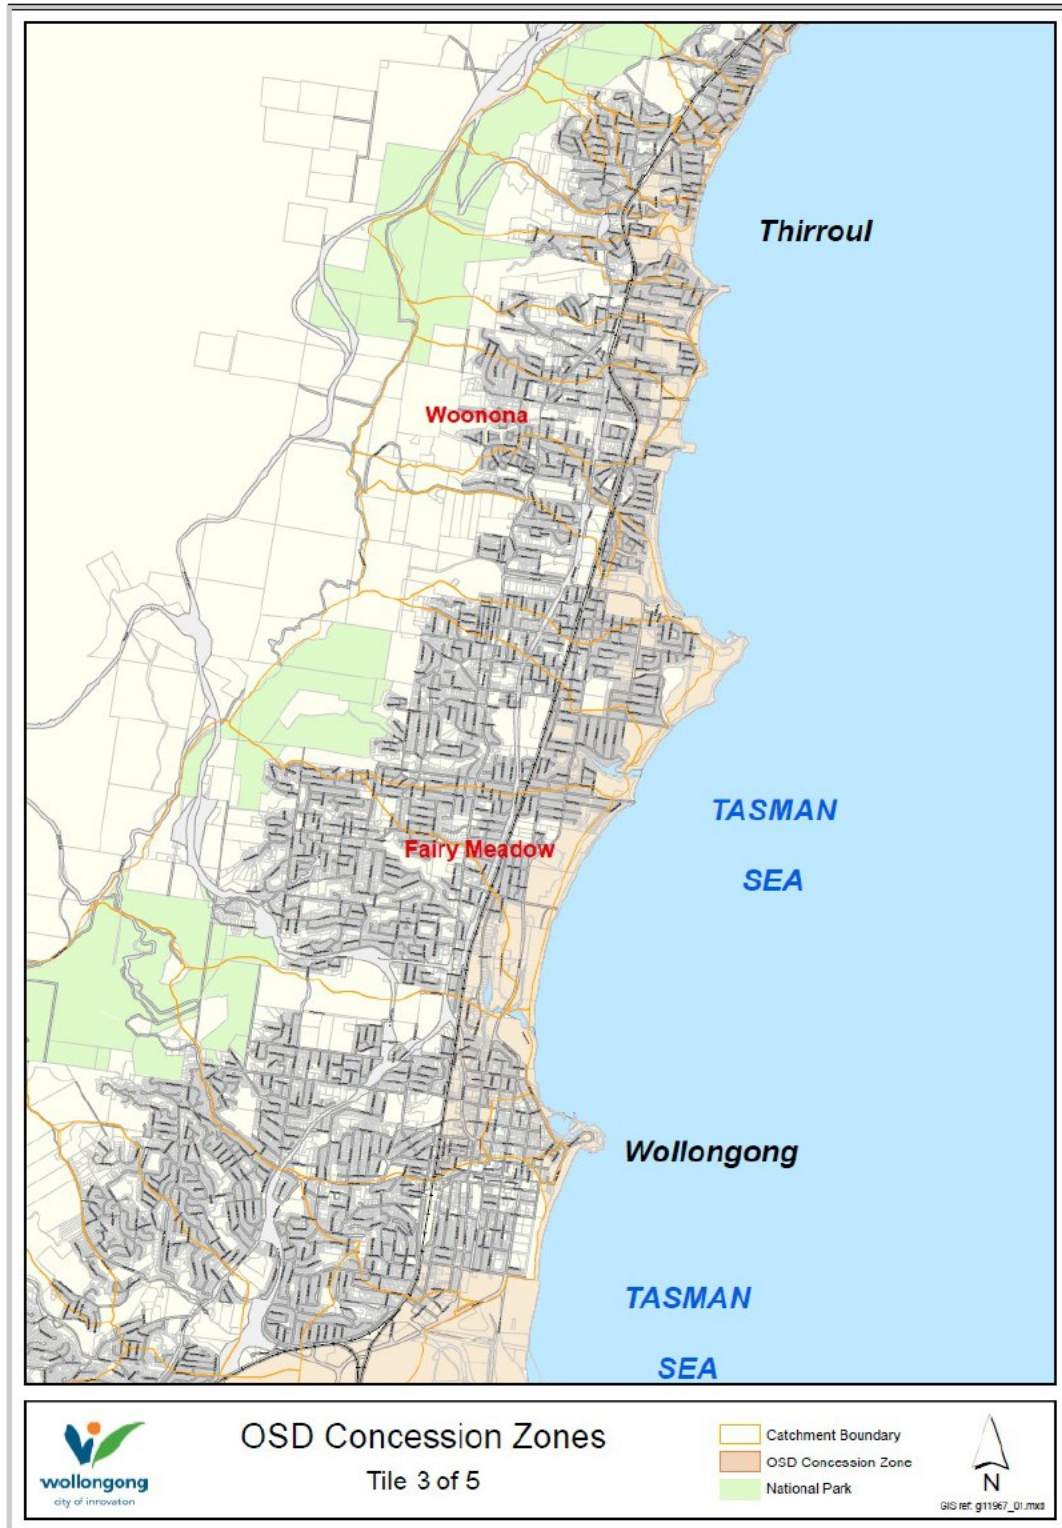 Thirroul
Woonona
TASMAN
SEA
Fairy Meadow
Wollongong
TASMAN
SEA
wollongong
city of innovation
OSD Concession Zones
Tile 3 of 5
Catchment Boundary
OSD Concession Zone
National Park
N
GIS ref: gi11967_01.mxd